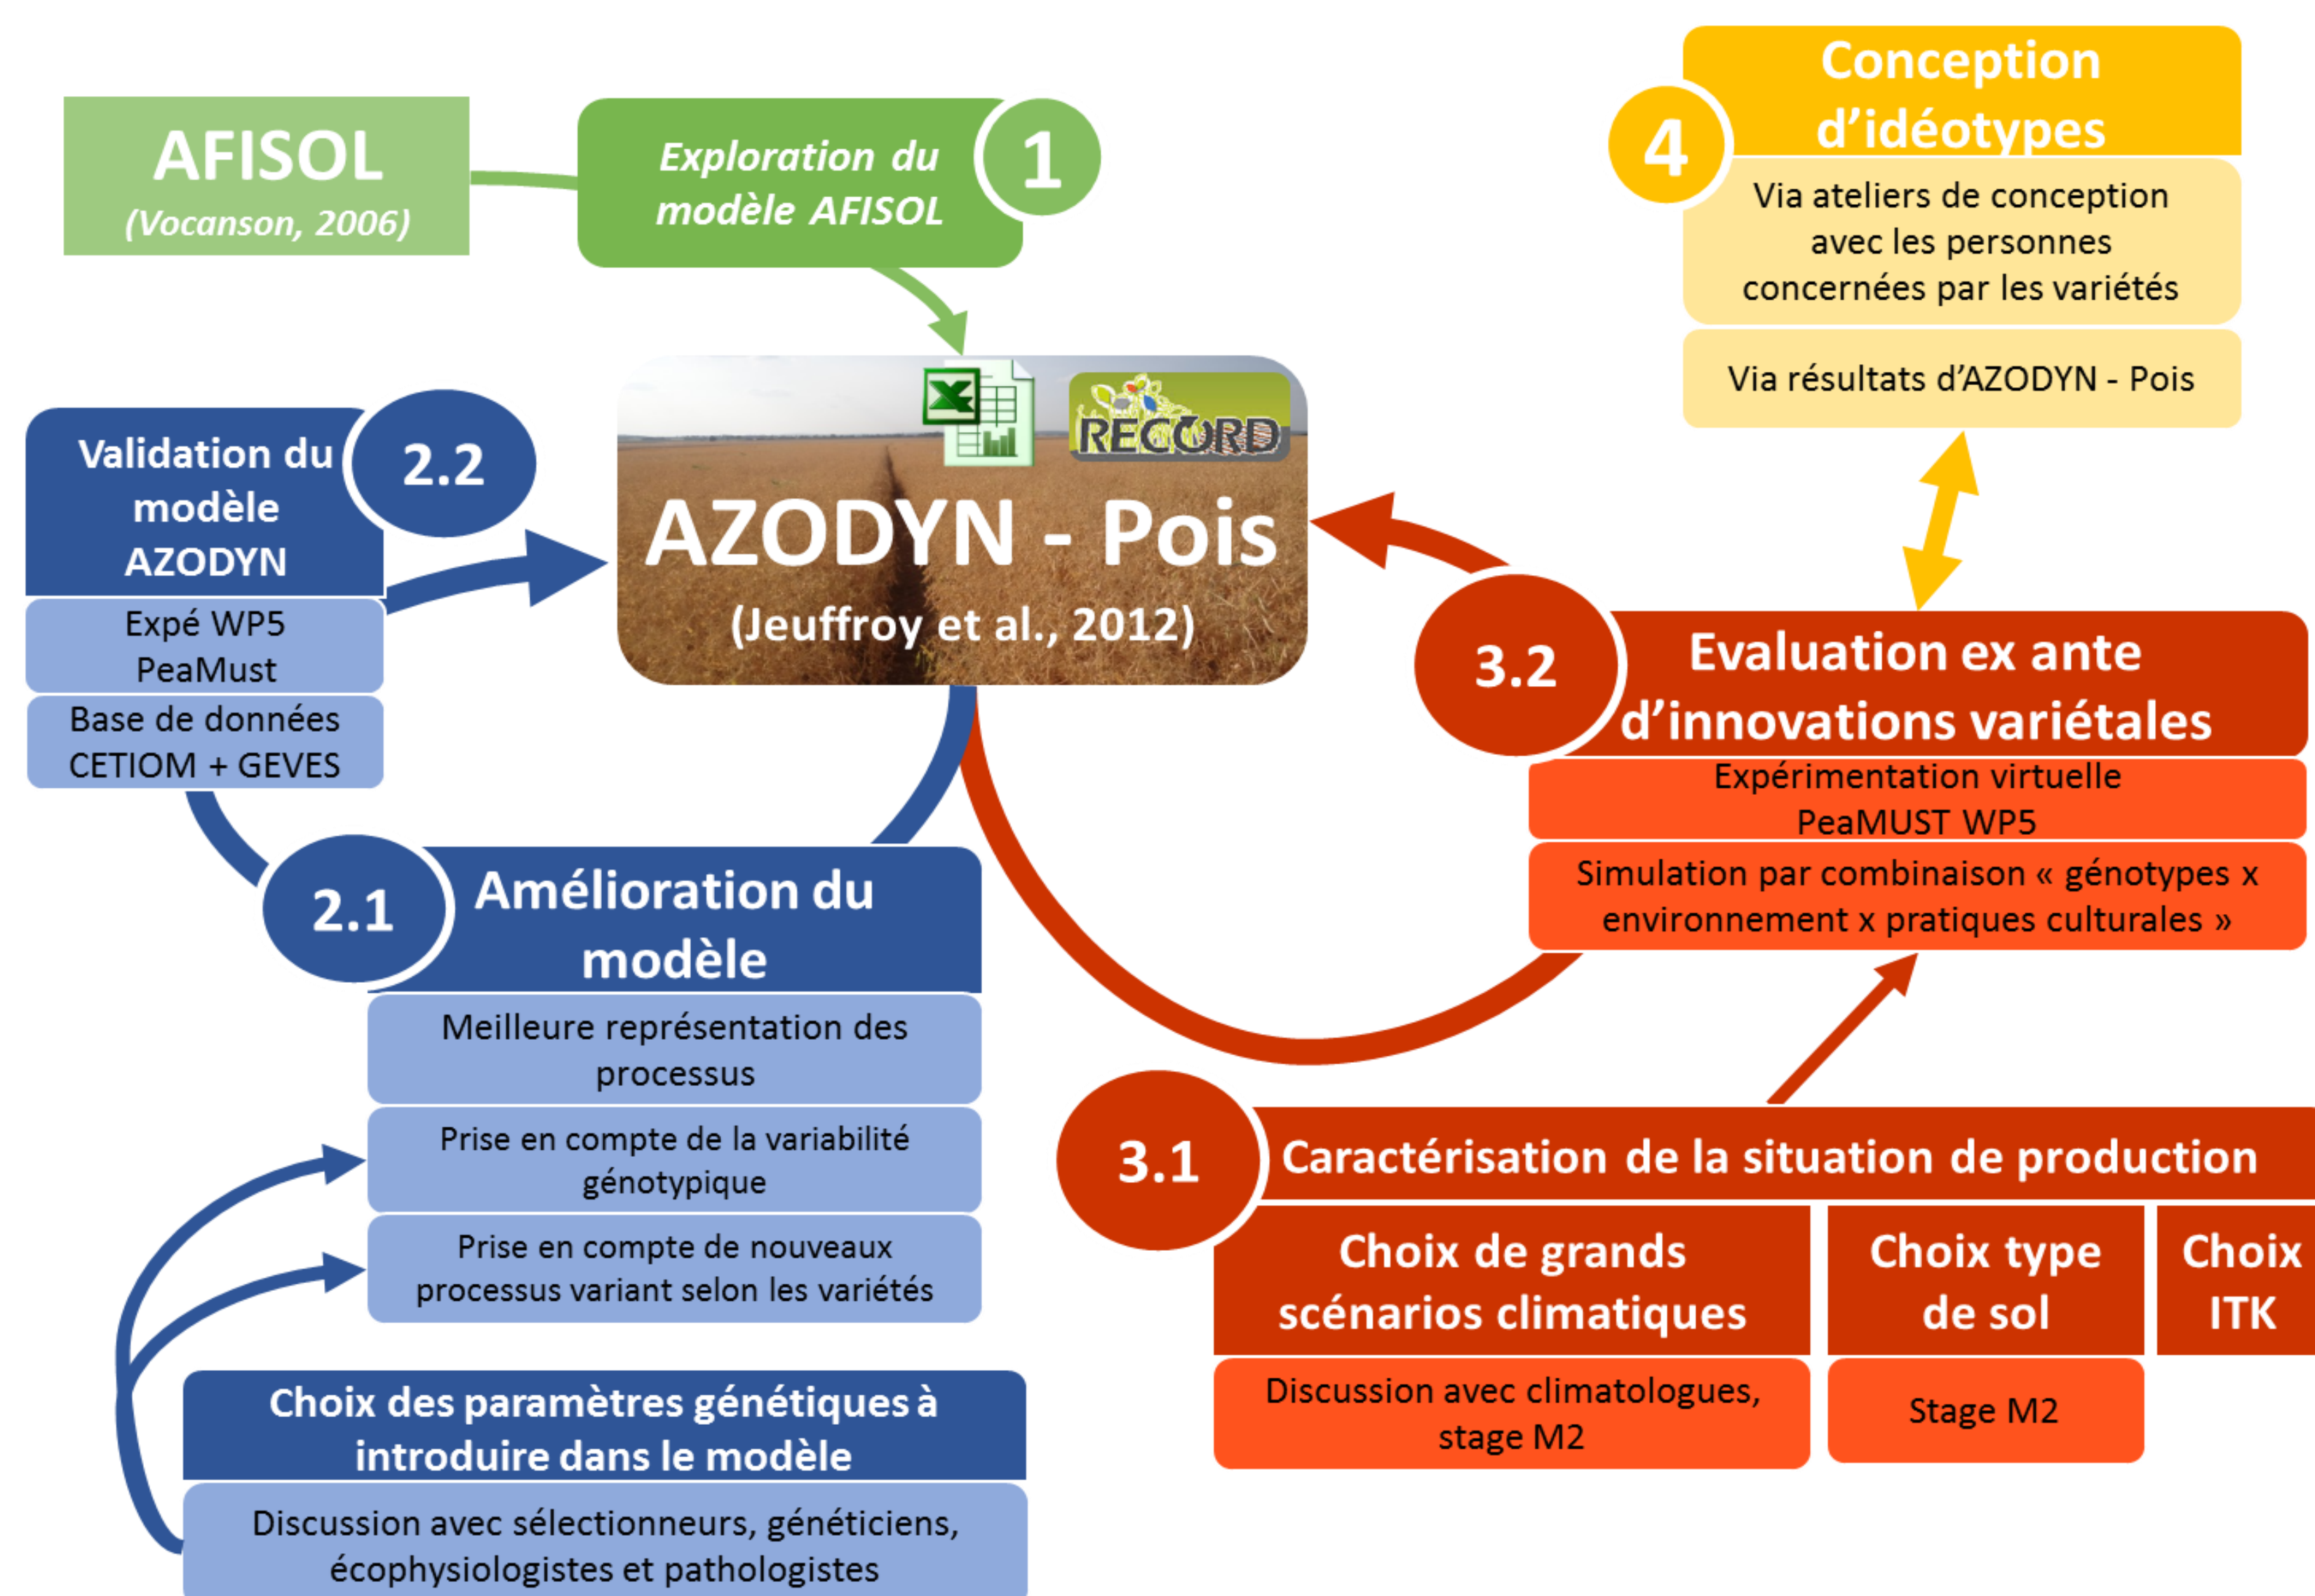 AFISOL
(Vocanson, 2006)
Exploration du
modèle AFISOL
1
Conception
d’idéotypes
4
Via ateliers de conception
avec les personnes
concernées par les variétés
Via résultats d’AZODYN - Pois
RECORD
AZODYN - Pois
(Jeuffroy et al., 2012)
Validation du
modèle
AZODYN
2.2
Expé WP5
PeaMust
Base de données
CETIOM + GEVES
3.2
Evaluation ex ante
d’innovations variétales
Expérimentation virtuelle
PeaMUST WP5
Simulation par combinaison « génotypes x
environnement x pratiques culturales »
2.1
Amélioration du
modèle
Meilleure représentation des
processus
Prise en compte de la variabilité
génotypique
Prise en compte de nouveaux
processus variant selon les variétés
Choix des paramètres génétiques à
introduire dans le modèle
Discussion avec sélectionneurs, généticiens,
écophysiologistes et pathologistes
3.1
Caractérisation de la situation de production
Choix de grands
scénarios climatiques
Discussion avec climatologues,
stage M2
Choix type
de sol
Stage M2
Choix
ITK